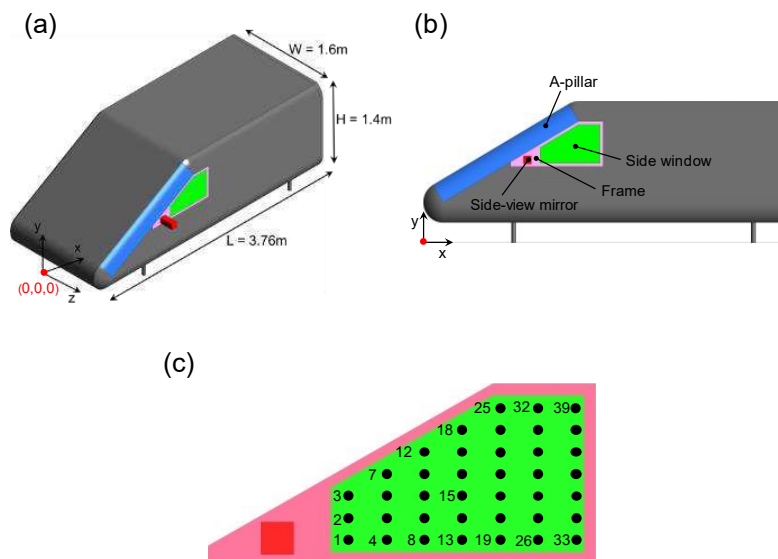 (a)
W = 1.6m
H = 1.4m
L = 3.76m
y
x
z
(0,0,0)
(b)
A-pillar
Side window
Frame
Side-view mirror
y
x
(c)
25 32 39
18
12
7
3 15
2
1 4 8 13 19 26 33